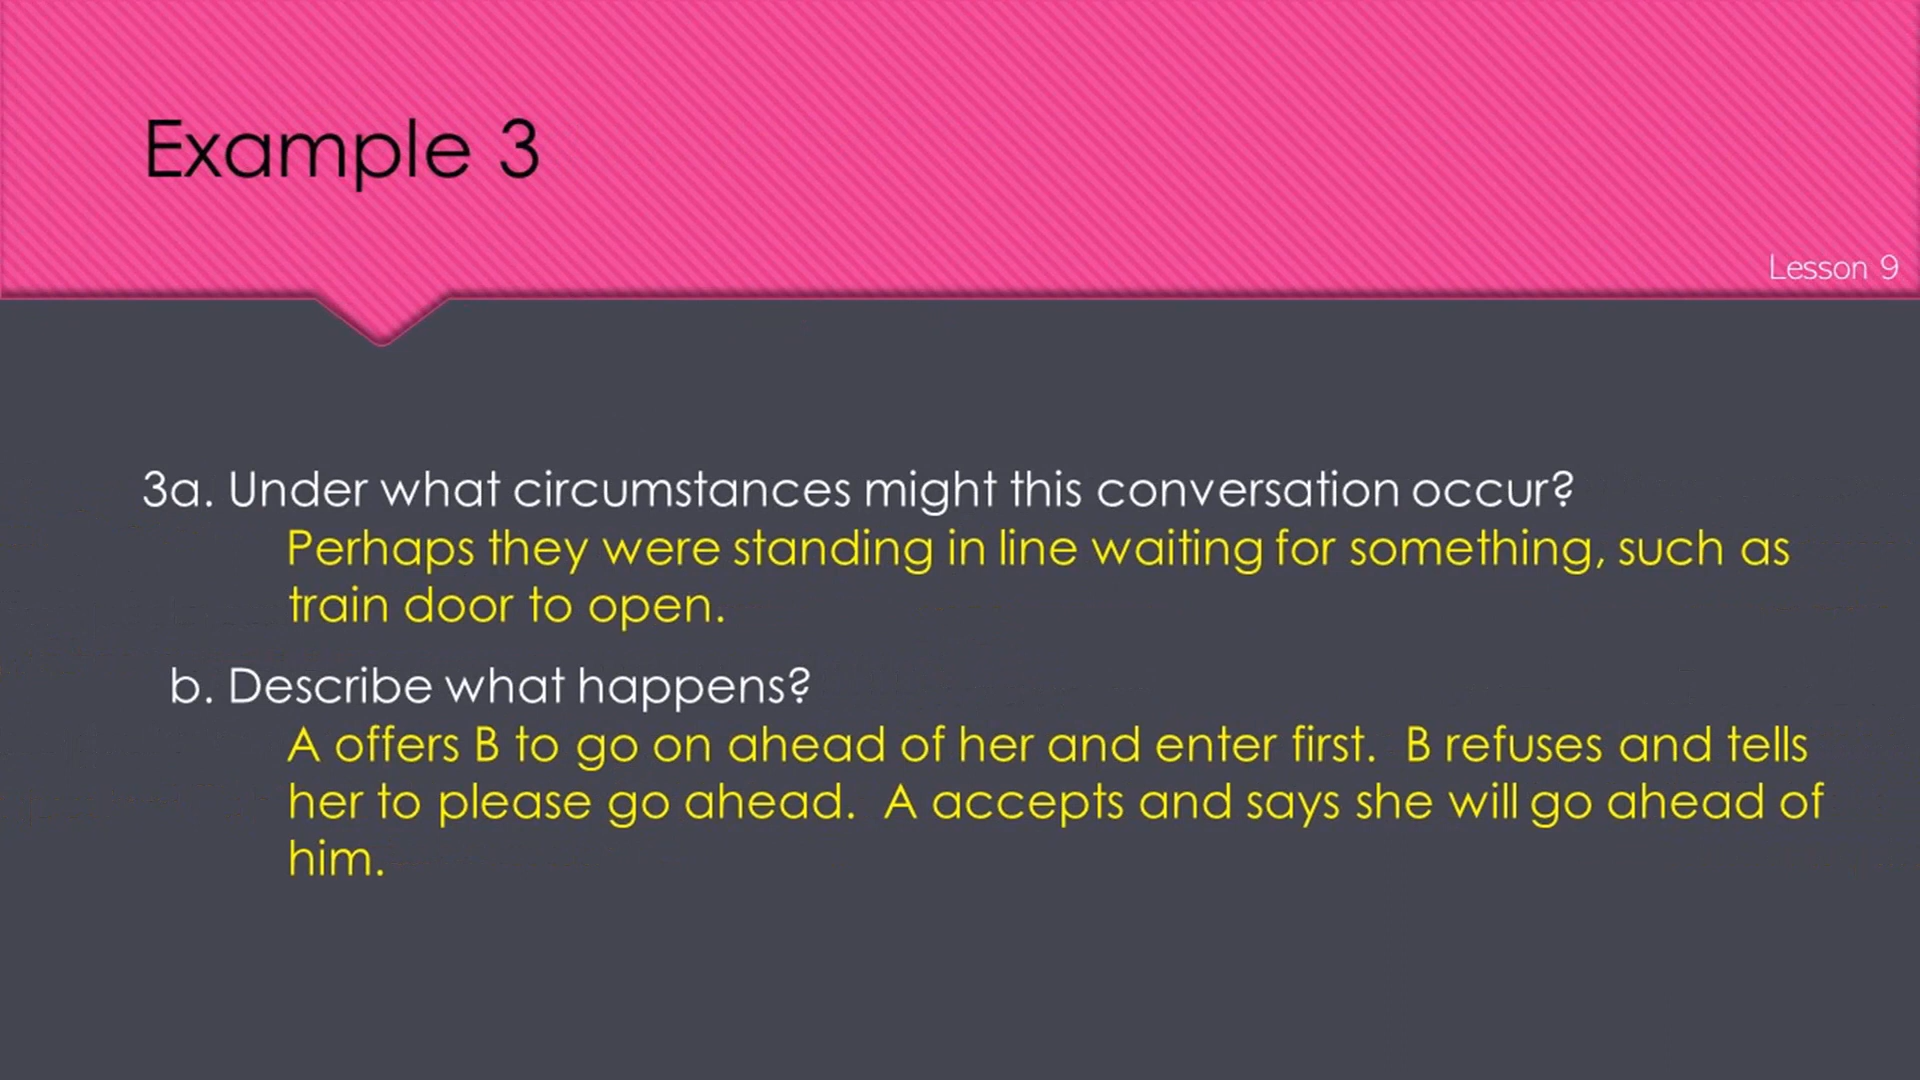 Example 3
Lesson 9
3a. Under what circumstances might this conversation occur?
Perhaps they were standing in line waiting for something, such as
train door to open.
b. Describe what happens?
A offers B to go on ahead of her and enter first. B refuses and tells
her to please go ahead. A accepts and says she will go ahead of
him.